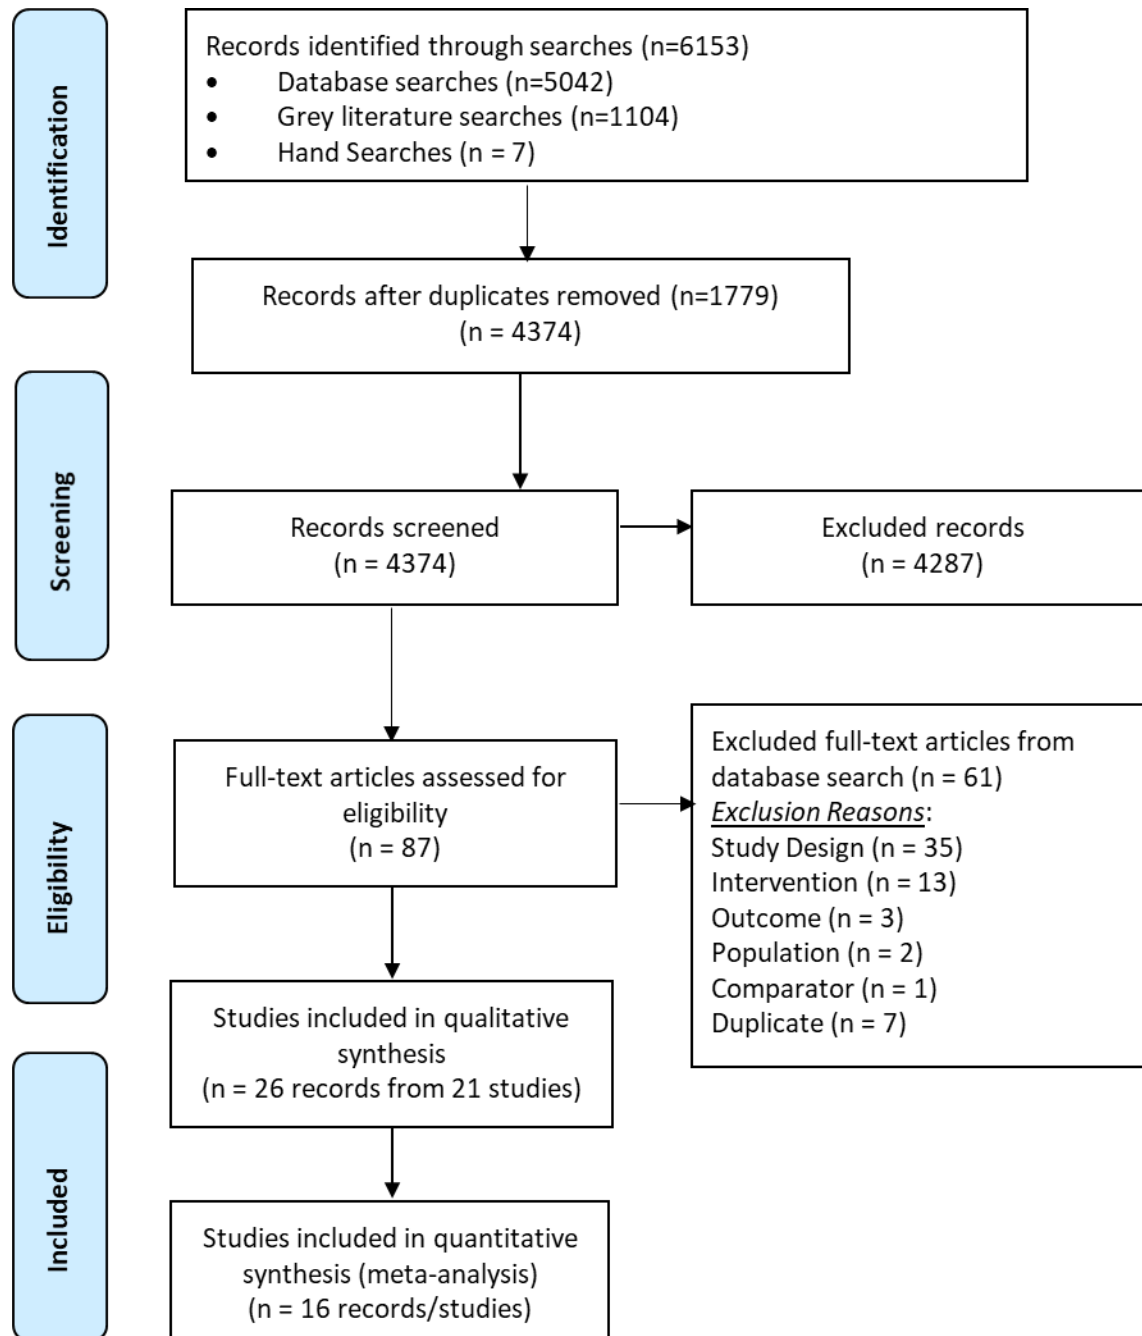 Identification
Records identified through searches (n=6153)
• Database searches (n=5042)
• Grey literature searches (n=1104)
• Hand Searches (n = 7)
Records after duplicates removed (n=1779)
(n = 4374)
Screening
Records screened
(n = 4374)
Excluded records
(n = 4287)
Eligibility
Full-text articles assessed for
eligibility
(n = 87)
Excluded full-text articles from
database search (n = 61)
Exclusion Reasons:
Study Design (n = 35)
Intervention (n = 13)
Outcome (n = 3)
Population (n = 2)
Comparator (n = 1)
Duplicate (n = 7)
Studies included in qualitative
synthesis
(n = 26 records from 21 studies)
Included
Studies included in quantitative
synthesis (meta-analysis)
(n = 16 records/studies)